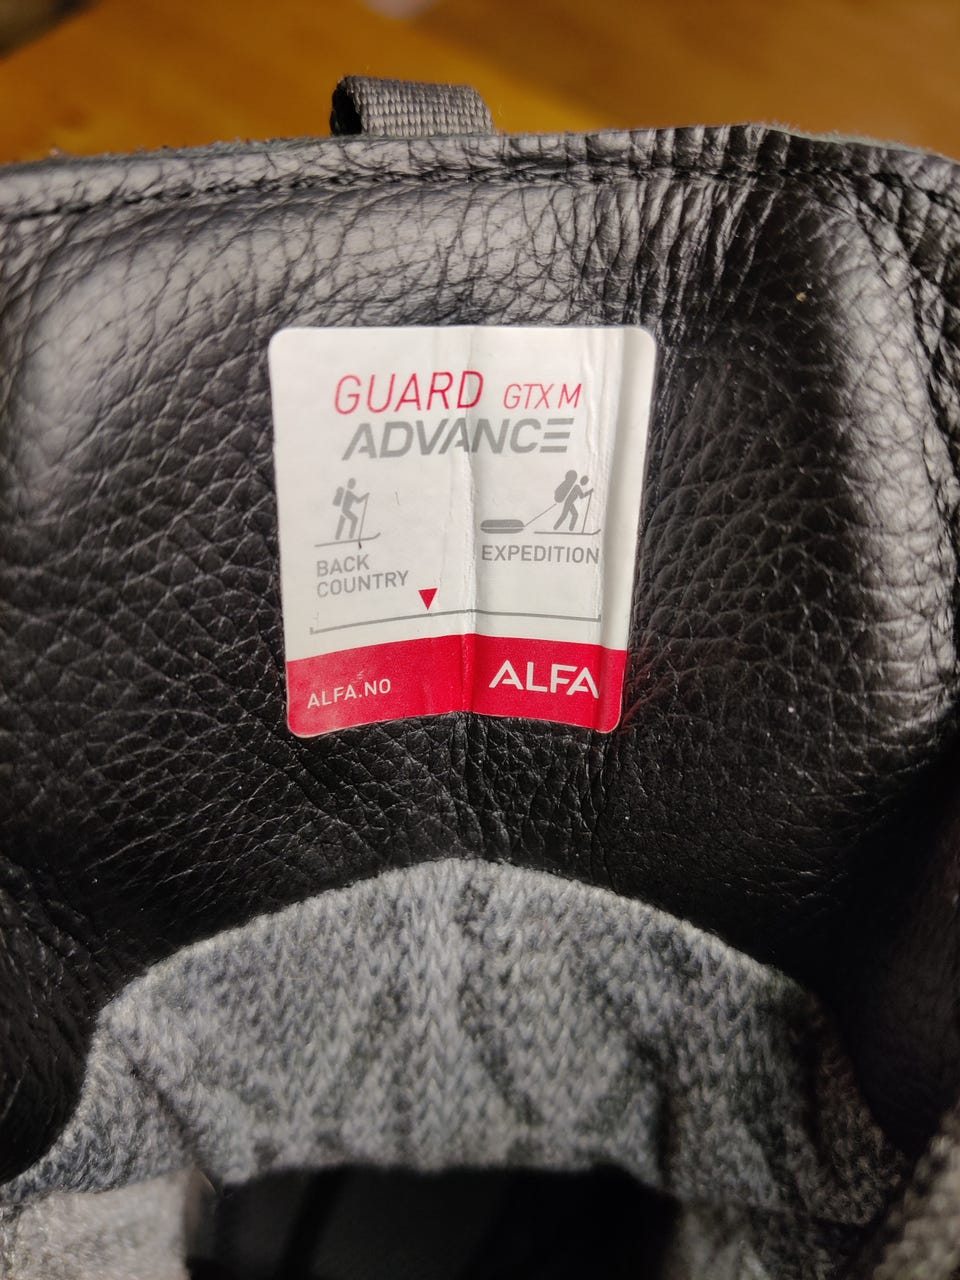 GUARD GTX M
ADVANCE
BACK
COUNTRY
EXPEDITION
ALFA.NO
ALFA